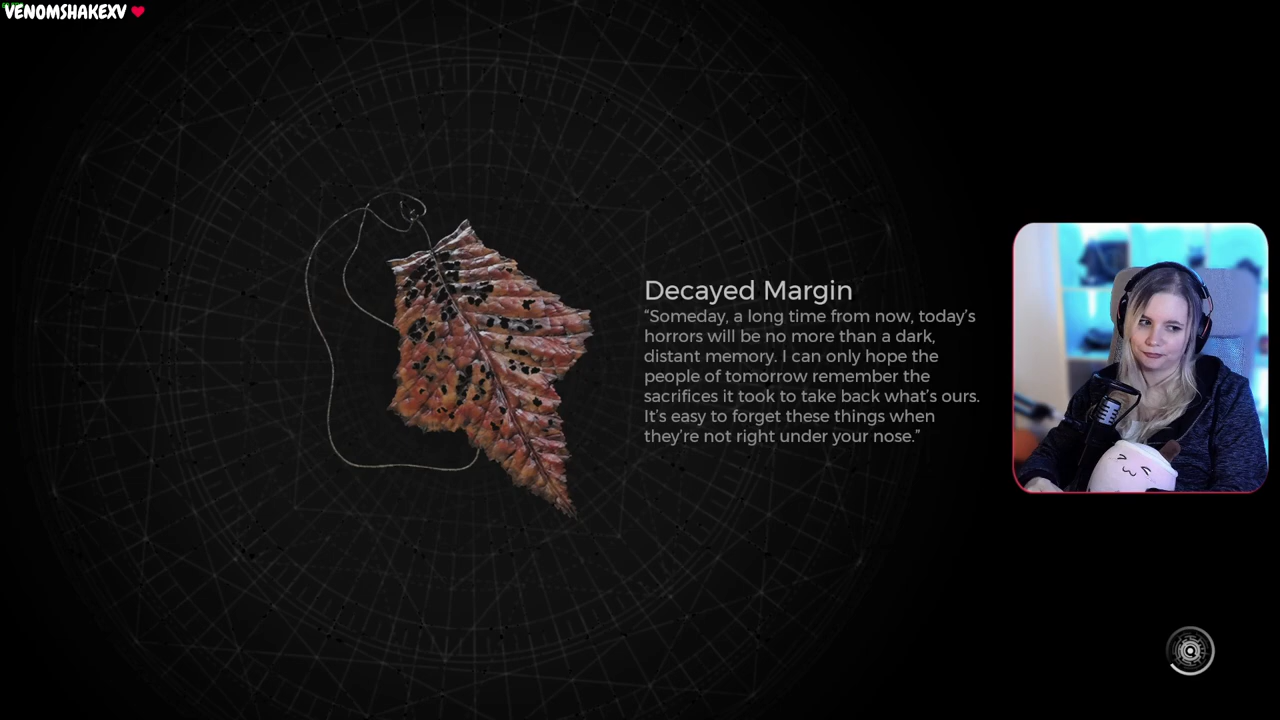 VENOMSHAKEXV
Decayed Margin
“Someday, a long time from now, today’s
horrors will be no more than a dark,
distant memory. I can only hope the
people of tomorrow remember the
sacrifices it took to take back what’s ours.
It’s easy to forget these things when
they’re not right under your nose.”